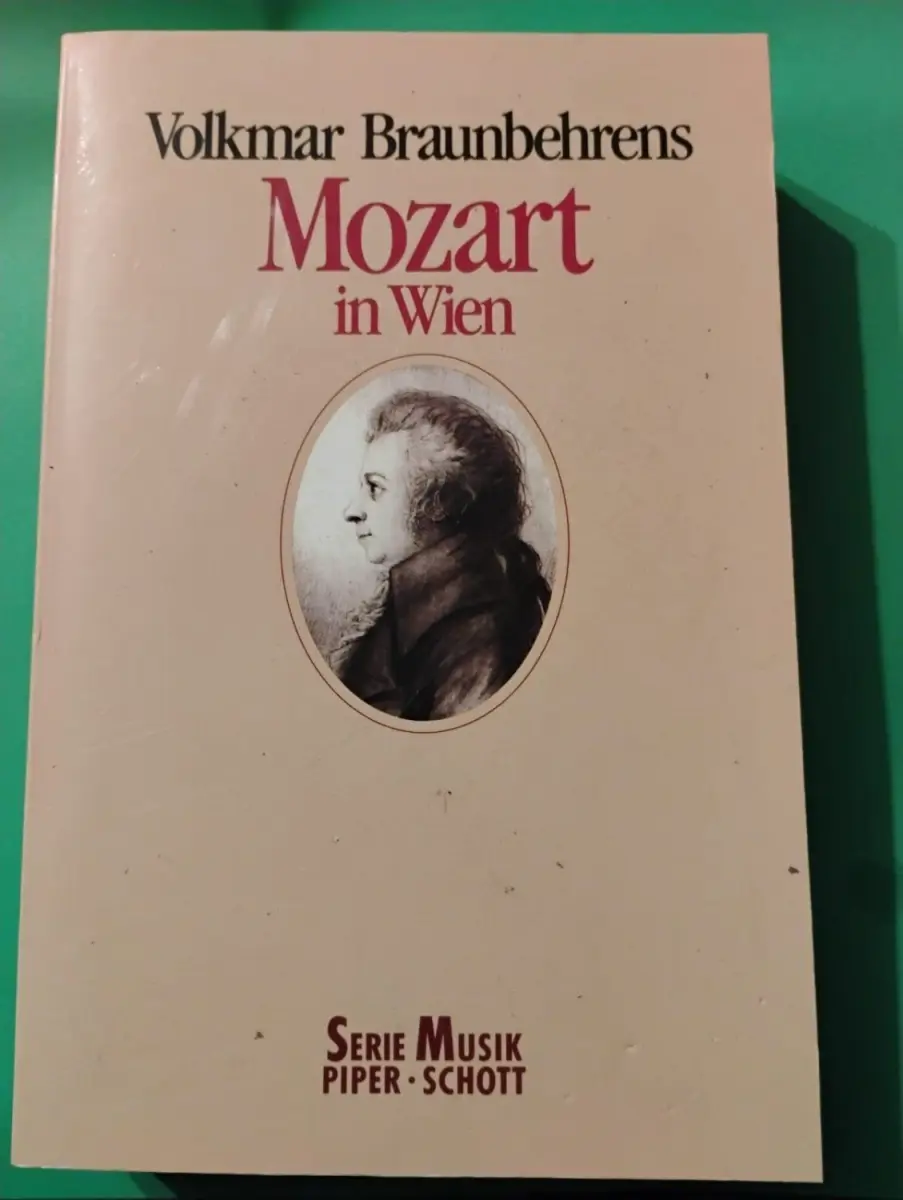 Volkmar Braunbehrens
Mozart
in Wien
SERIE MUSIK
PIPER · SCHOTT